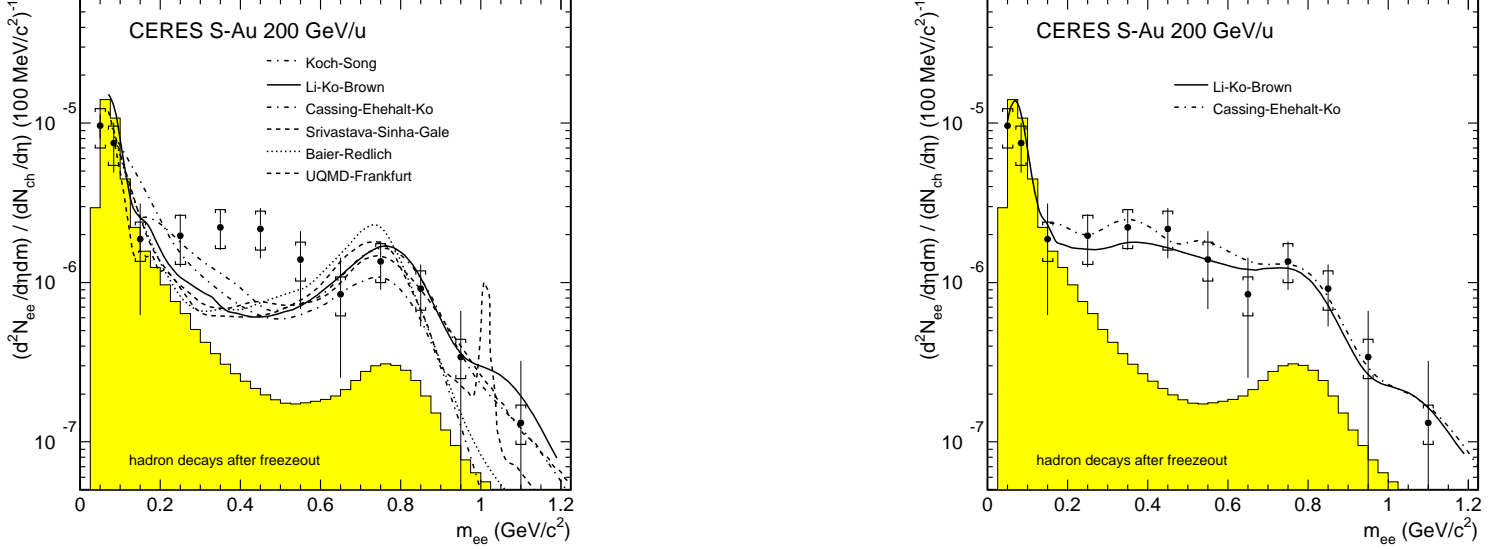 CERES S-Au 200 GeV/u
Koch-Song
Li-Ko-Brown
Cassing-Ehehalt-Ko
Srivastava-Sinha-Gale
Baier-Redlich
UQMD-Frankfurt
(d²N_ee /dηdm) / (dN_ch /dη) (100 MeV/c²)⁻¹
10⁻⁵
10⁻⁶
10⁻⁷
hadron decays after freezeout
0 0.2 0.4 0.6 0.8 1 1.2
m_ee (GeV/c²)
CERES S-Au 200 GeV/u
Li-Ko-Brown
Cassing-Ehehalt-Ko
(d²N_ee /dηdm) / (dN_ch /dη) (100 MeV/c²)⁻¹
10⁻⁵
10⁻⁶
10⁻⁷
hadron decays after freezeout
0 0.2 0.4 0.6 0.8 1 1.2
m_ee (GeV/c²)